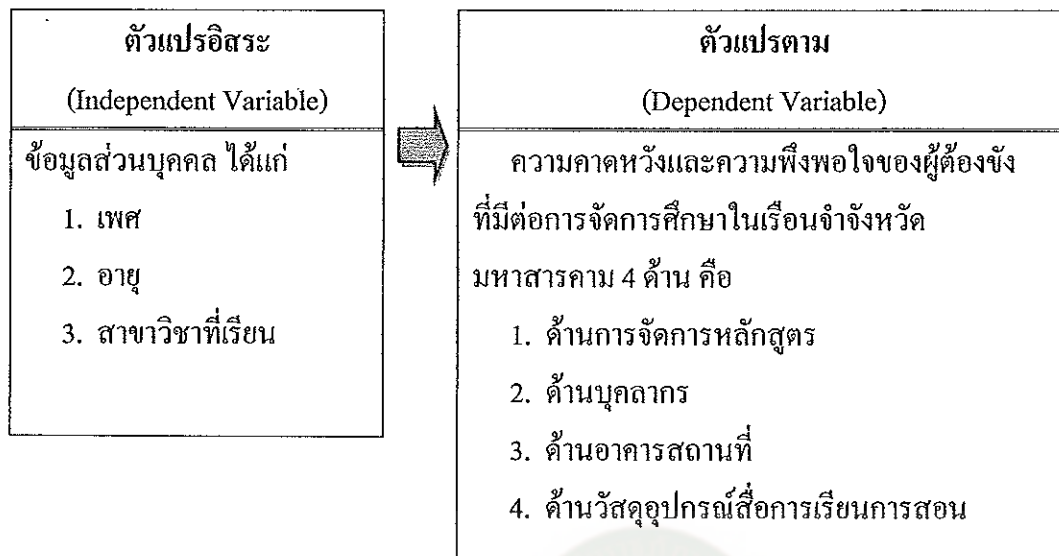 ตัวแปรอิสระ
(Independent Variable)
ข้อมูลส่วนบุคคล ได้แก่
1. เพศ
2. อายุ
3. สาขาวิชาที่เรียน
ตัวแปรตาม
(Dependent Variable)
ความคาดหวังและความพึงพอใจของผู้ต้องขัง
ที่มีต่อการจัดการศึกษาในเรือนจำจังหวัด
มหาสารคาม 4 ด้าน คือ
1. ด้านการจัดการหลักสูตร
2. ด้านบุคลากร
3. ด้านอาคารสถานที่
4. ด้านวัสดุอุปกรณ์สื่อการเรียนการสอน